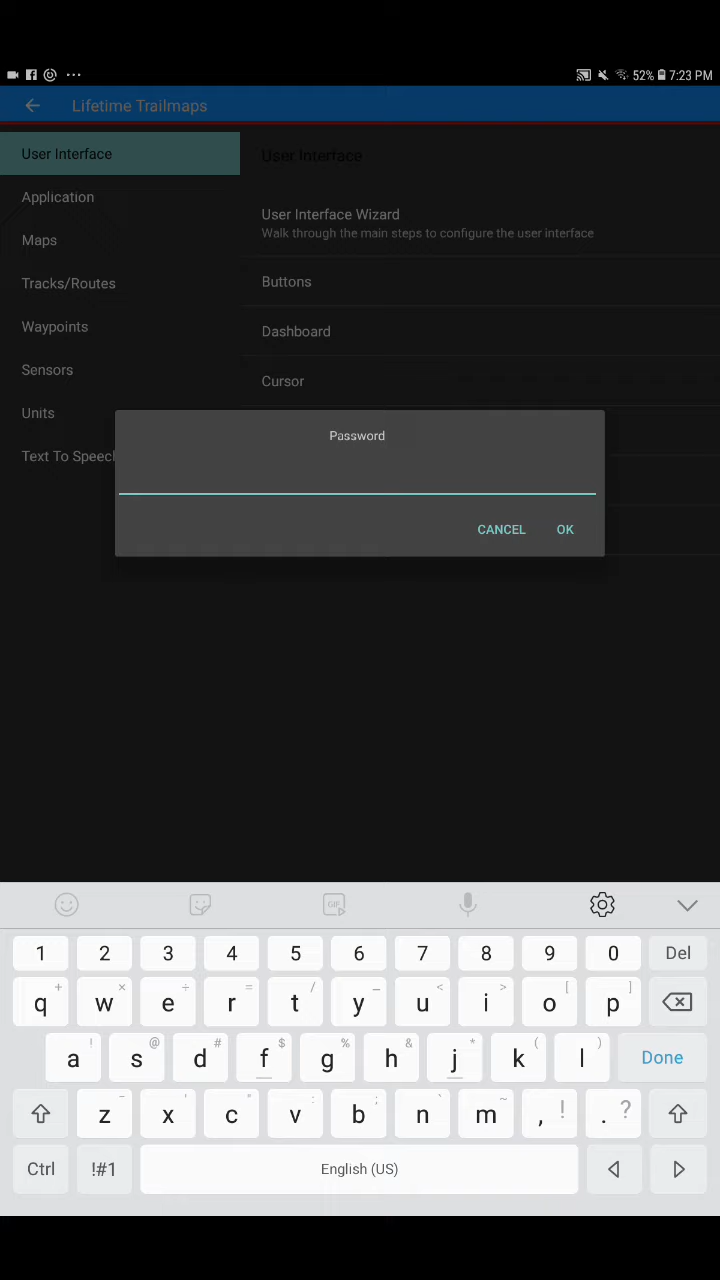 52% 7:23 PM
Lifetime Trailmaps
User Interface
Application
Maps
Tracks/Routes
Waypoints
Sensors
Units
Text To Speech
User Interface
User Interface Wizard
Walk through the main steps to configure the user interface
Buttons
Dashboard
Cursor
Password
CANCEL OK
GIF
1 2 3 4 5 6 7 8 9 0 Del
+ × ÷ = / _ < > [ ]
q w e r t y u i o p
! @ # $ % & * ( )
a s d f g h j k l Done
- ' " : ; ` ~ ! ?
z x c v b n m , .
Ctrl !#1 English (US)